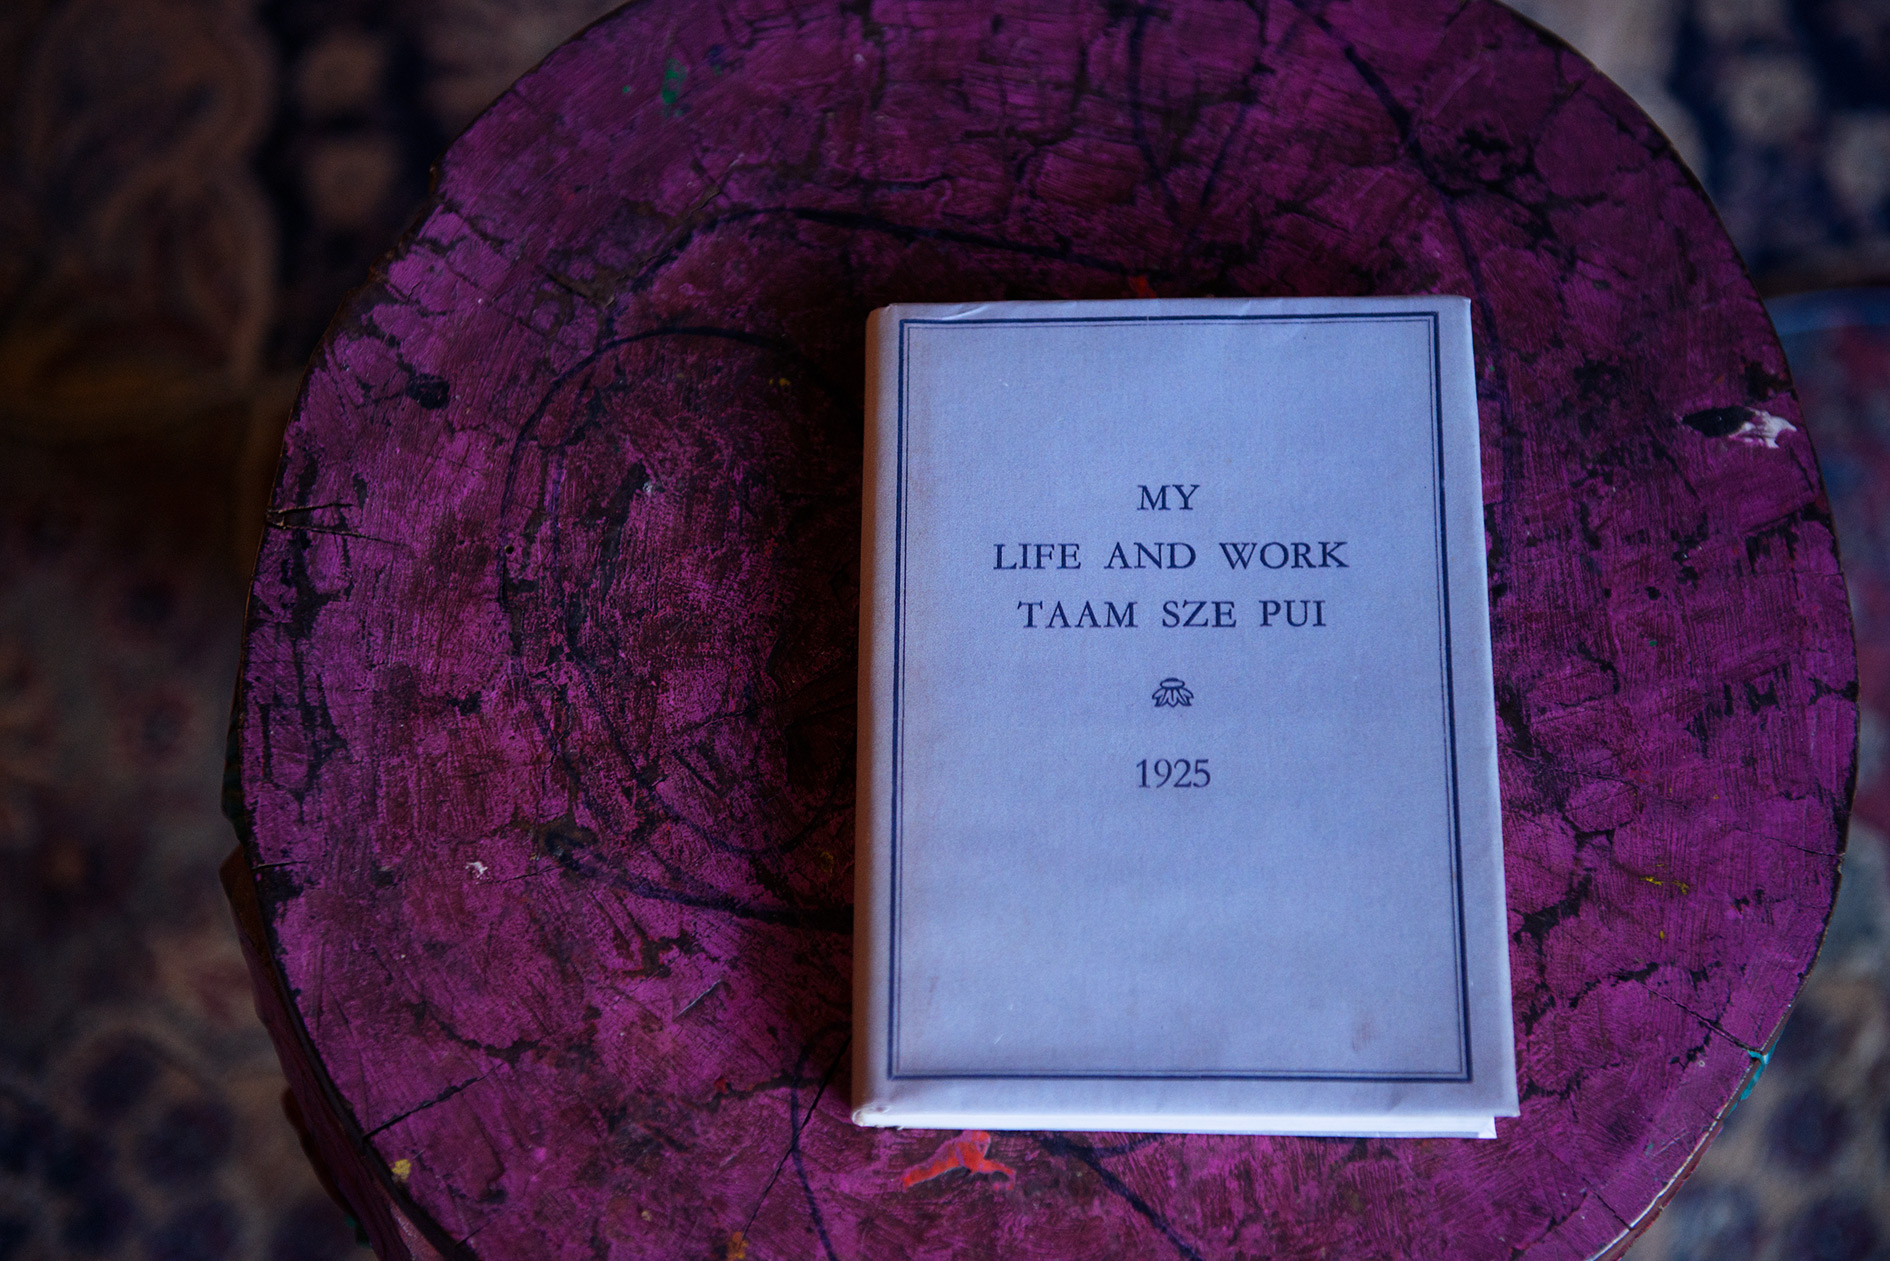 MY
LIFE AND WORK
TAAM SZE PUI
1925